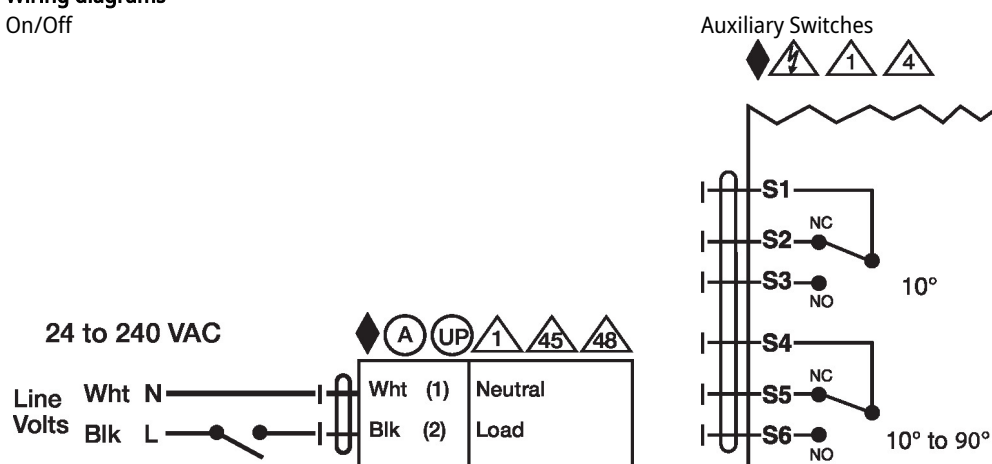 On/Off
24 to 240 VAC
A UP 1 45 48
Line Volts
Wht N
Blk L
Wht (1) Neutral
Blk (2) Load
Auxiliary Switches
1 4
S1
NC
S2
S3
NO
10°
S4
NC
S5
S6
NO
10° to 90°